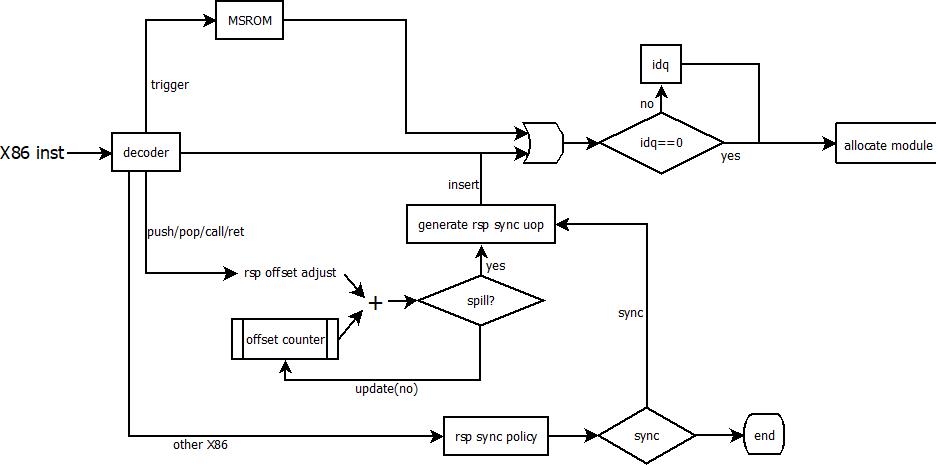 MSROM
trigger
idq
no
X86 inst
decoder
idq==0
yes
allocate module
insert
generate rsp sync uop
push/pop/call/ret
yes
rsp offset adjust
+
spill?
sync
offset counter
update(no)
other X86
rsp sync policy
sync
end